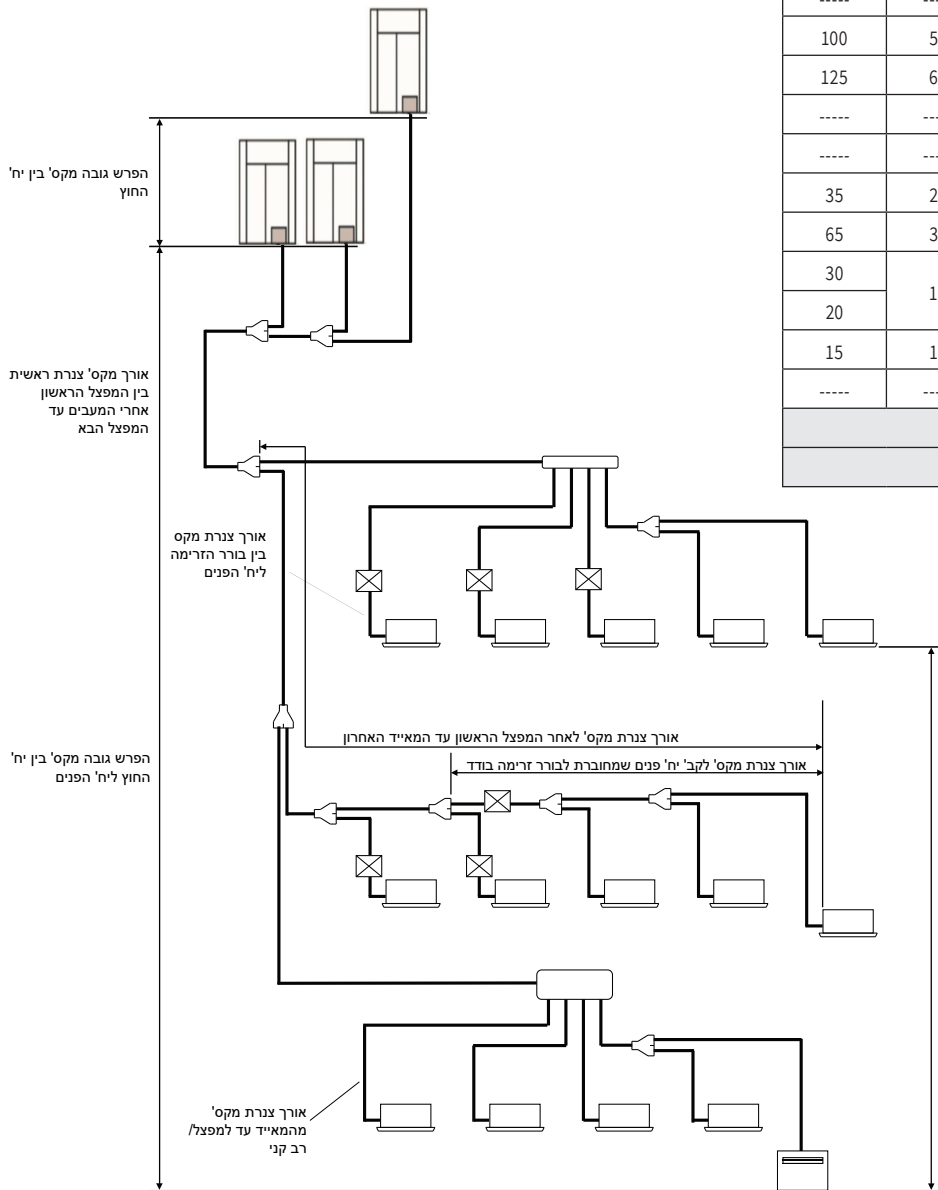 -----
100
125
-----
-----
35
65
30
20
15
-----
הפרש גובה מקס' בין יח'
החוץ
אורך מקס' צנרת ראשית
בין המפצל הראשון
אחרי המעבים עד
המפצל הבא
אורך צנרת מקס
בין בורר הזרימה
ליח' הפנים
אורך צנרת מקס' לאחר המפצל הראשון עד המאייד האחרון
אורך צנרת מקס' לקב' יח' פנים שמחוברת לבורר זרימה בודד
הפרש גובה מקס' בין יח'
החוץ ליח' הפנים
אורך צנרת מקס'
מהמאייד עד למפצל/
רב קני